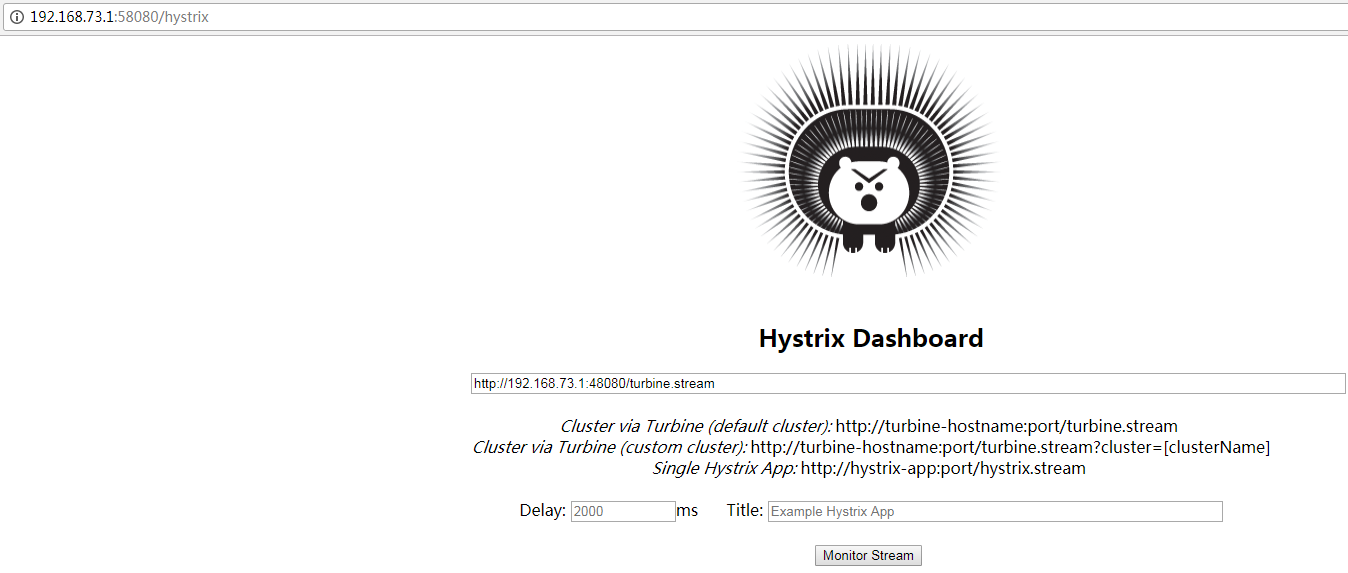 192.168.73.1:58080/hystrix
Hystrix Dashboard
http://192.168.73.1:48080/turbine.stream
Cluster via Turbine (default cluster): http://turbine-hostname:port/turbine.stream
Cluster via Turbine (custom cluster): http://turbine-hostname:port/turbine.stream?cluster=[clusterName]
Single Hystrix App: http://hystrix-app:port/hystrix.stream
Delay: 2000 ms Title: Example Hystrix App
Monitor Stream